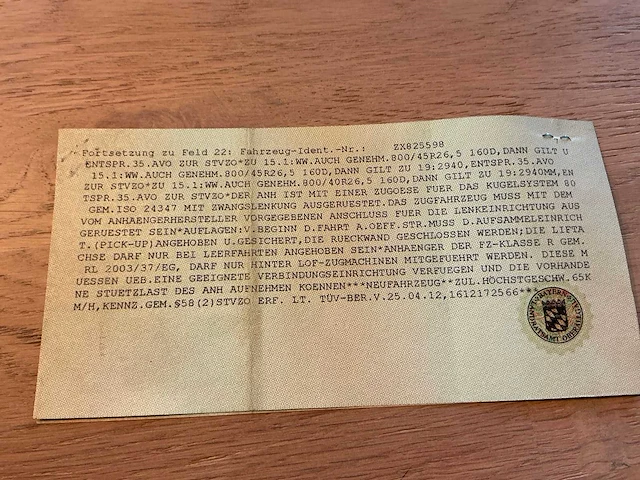 Fortsetzung zu Feld 22: Fahrzeug-Ident.-Nr.: ZX825598
ENTSPR.35.AVO ZUR STVZO*ZU 15.1:WW.AUCH GENEHM.800/45R26,5 160D,DANN GILT U
15.1:WW.AUCH GENEHM.800/45R26,5 160D,DANN GILT ZU 19:2940,ENTSPR.35.AVO
ZUR STVZO*ZU 15.1:WW.AUCH GENEHM.800/45R26,5 160D,DANN GILT ZU 19:2940MM,EN
TSPR.35.AVO ZUR STVZO*DER ANH IST MIT EINER ZUGOESE FUER DAS KUGELSYSTEM 80
GEM.ISO 24347 MIT ZWANGSLENKUNG AUSGERUESTET.DAS ZUGFAHRZEUG MUSS MIT DEM
VOM ANHAENGERHERSTELLER VORGEGEBENEN ANSCHLUSS FUER DIE LENKEINRICHTUNG AUS
GERUESTET SEIN*AUFLAGEN:V.BEGINN D.FAHRT A.OEFF.STR.MUSS D.AUFSAMMELEINRICH
T.(PICK-UP)ANGEHOBEN U.GESICHERT,DIE RUECKWAND GESCHLOSSEN WERDEN;DIE LIFTA
CHSE DARF NUR BEI LEERFAHRTEN ANGEHOBEN SEIN*ANHAENGER DER FZ-KLASSE R GEM.
RL 2003/37/EG, DARF NUR HINTER LOF-ZUGMACHINEN MITGEFUEHRT WERDEN. DIESE M
UESSEN UEB.EINE GEEIGNETE VERBINDUNGSEINRICHTUNG VERFUEGEN UND DIE VORHANDE
NE STUETZLAST DES ANH AUFNEHMEN KOENNEN***NEUFAHRZEUG**ZUL.HÖCHSTGESCHW.65K
M/H,KENNZ.GEM.§58(2)STVZO ERF. LT. TÜV-BER.V.25.04.12,1612172566***